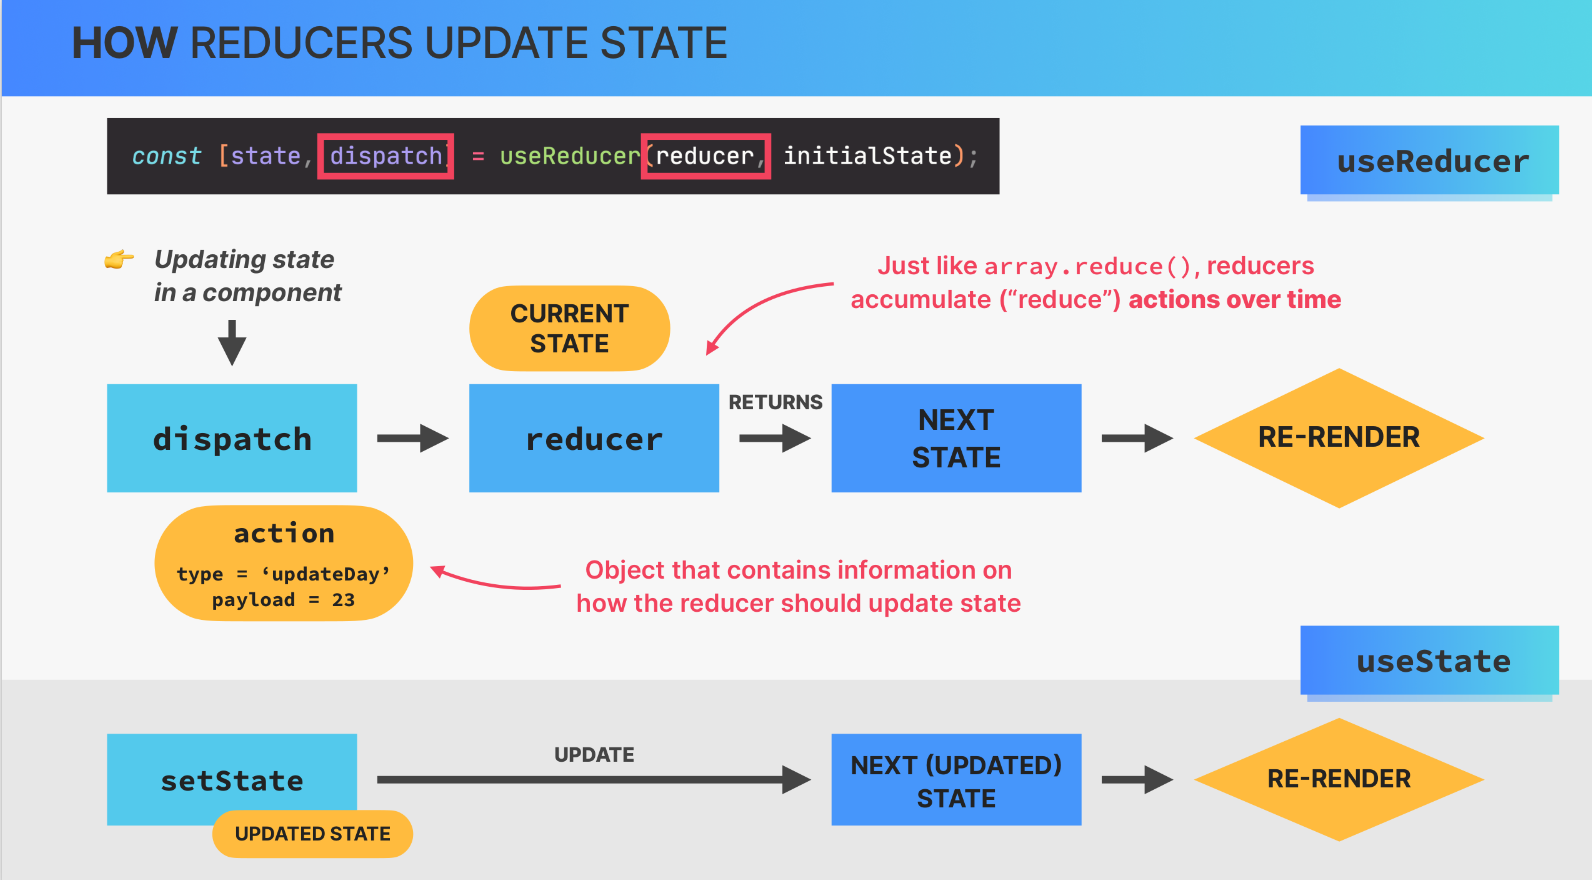 HOW REDUCERS UPDATE STATE
const [state, dispatch] = useReducer(reducer, initialState);
useReducer
👉 Updating state
in a component
Just like array.reduce(), reducers
accumulate (“reduce”) actions over time
CURRENT
STATE
dispatch
reducer
RETURNS
NEXT
STATE
RE-RENDER
action
type = ‘updateDay’
payload = 23
Object that contains information on
how the reducer should update state
useState
setState
UPDATED STATE
UPDATE
NEXT (UPDATED)
STATE
RE-RENDER